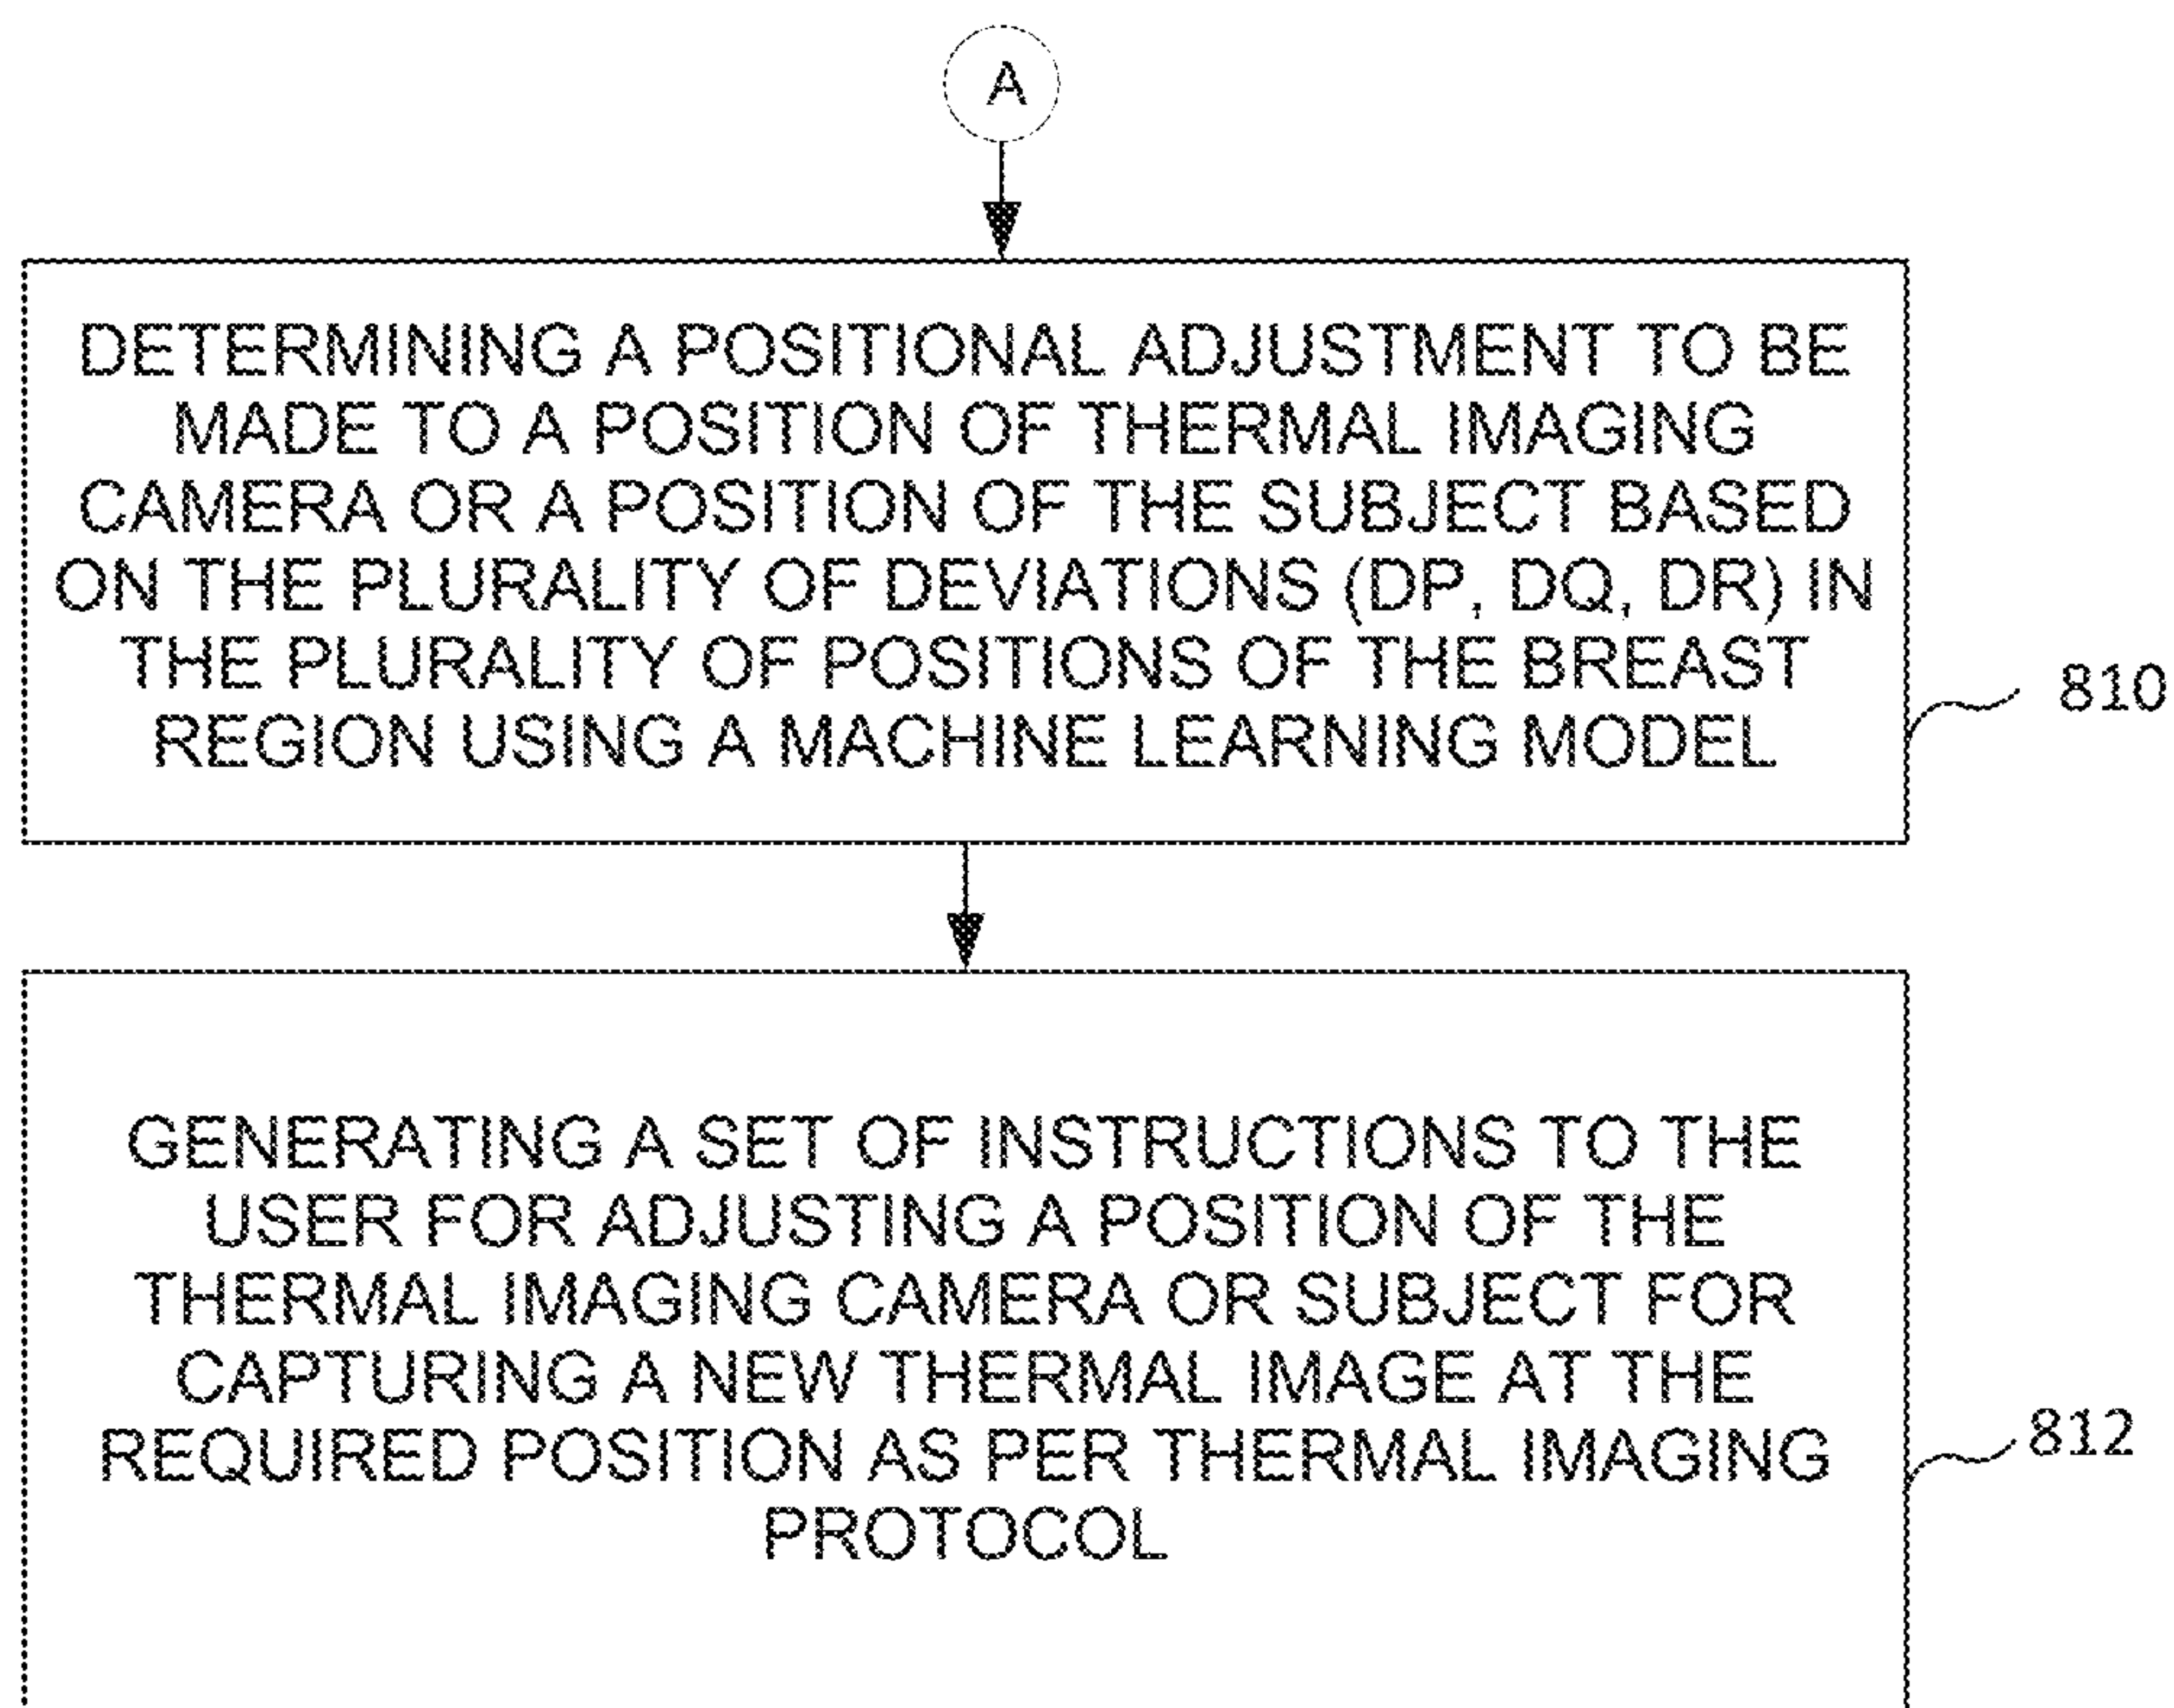 A
DETERMINING A POSITIONAL ADJUSTMENT TO BE
MADE TO A POSITION OF THERMAL IMAGING
CAMERA OR A POSITION OF THE SUBJECT BASED
ON THE PLURALITY OF DEVIATIONS (DP, DQ, DR) IN
THE PLURALITY OF POSITIONS OF THE BREAST
REGION USING A MACHINE LEARNING MODEL
810
GENERATING A SET OF INSTRUCTIONS TO THE
USER FOR ADJUSTING A POSITION OF THE
THERMAL IMAGING CAMERA OR SUBJECT FOR
CAPTURING A NEW THERMAL IMAGE AT THE
REQUIRED POSITION AS PER THERMAL IMAGING
PROTOCOL
812